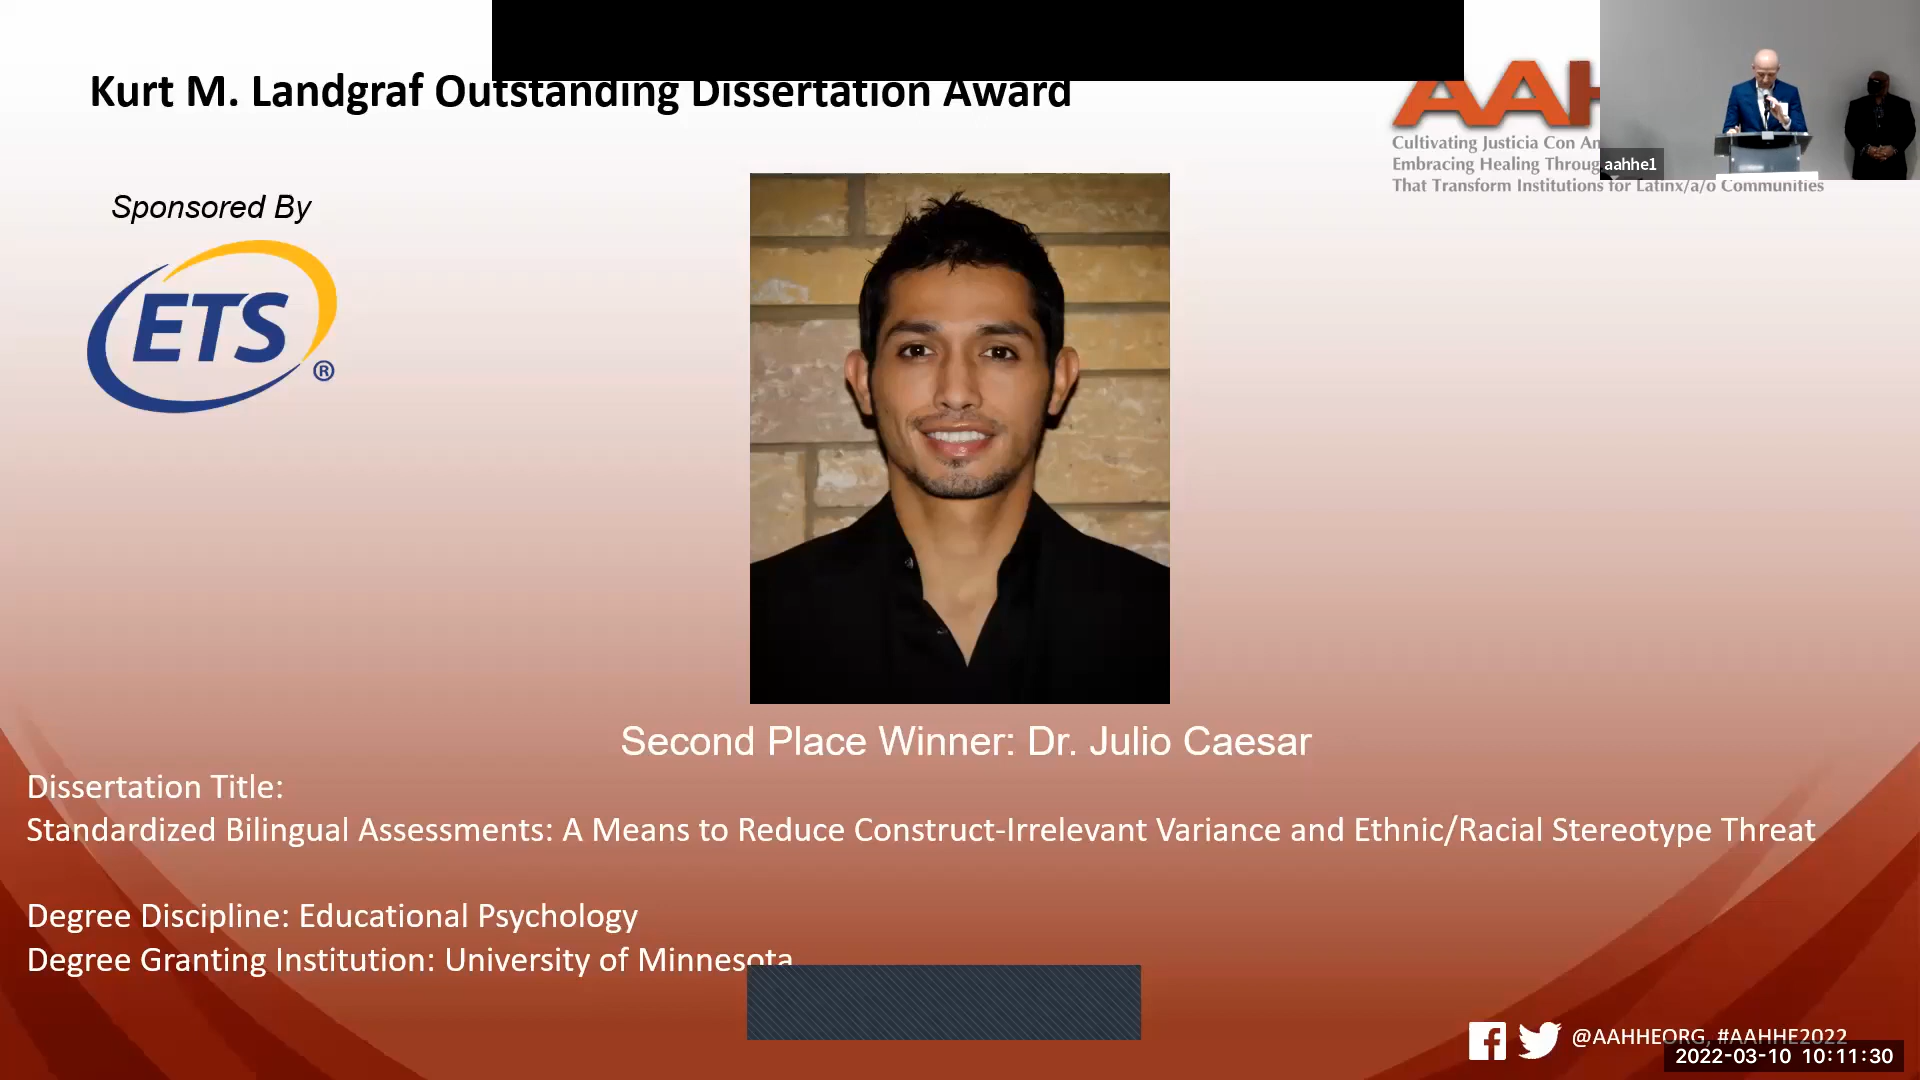 Kurt M. Landgraf Outstanding Dissertation Award
Sponsored By
ETS®
AAH
Cultivating Justicia Con
Embracing Healing
That Transform Institutions for Latinx/a/o Communities
aahhe1
Second Place Winner: Dr. Julio Caesar
Dissertation Title:
Standardized Bilingual Assessments: A Means to Reduce Construct-Irrelevant Variance and Ethnic/Racial Stereotype Threat
Degree Discipline: Educational Psychology
Degree Granting Institution: University of Minnesota
@AAHHEORG, #AAHHE2022
2022-03-10 10:11:30